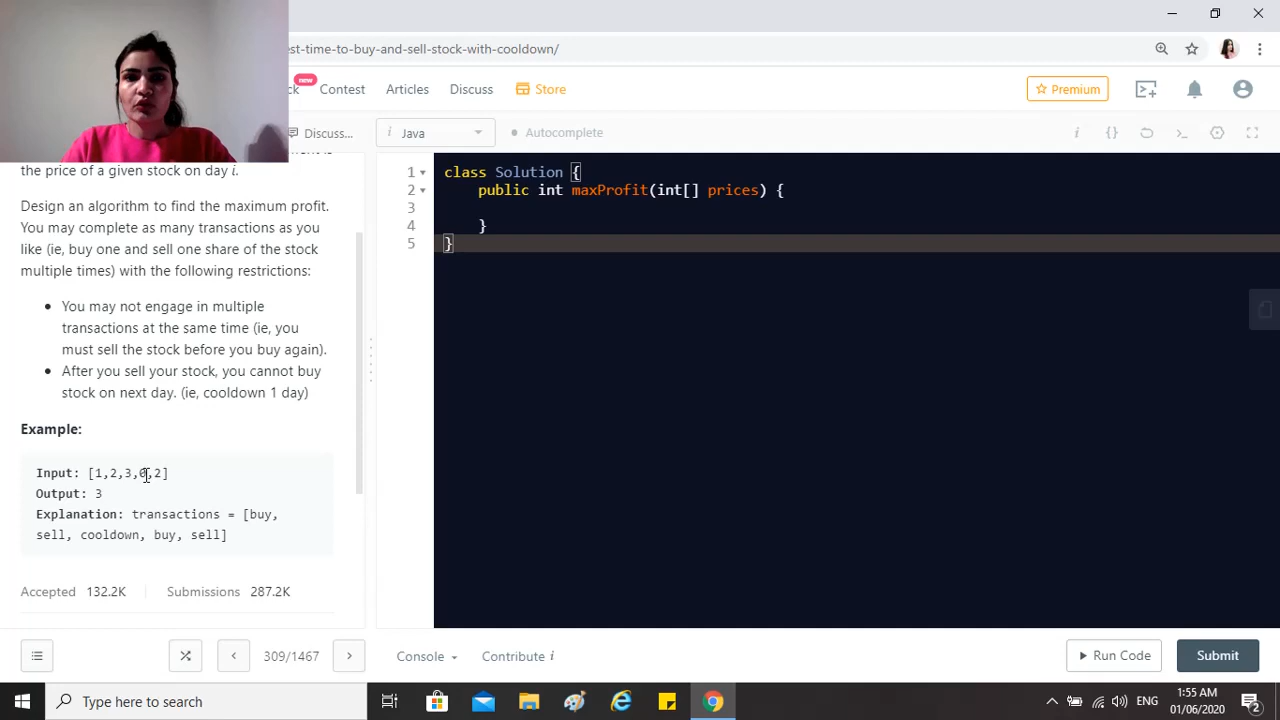 est-time-to-buy-and-sell-stock-with-cooldown/
new
Contest
Articles
Discuss
Store
Premium
Discuss...
i Java
Autocomplete
the price of a given stock on day i.
Design an algorithm to find the maximum profit.
You may complete as many transactions as you
like (ie, buy one and sell one share of the stock
multiple times) with the following restrictions:
You may not engage in multiple
transactions at the same time (ie, you
must sell the stock before you buy again).
After you sell your stock, you cannot buy
stock on next day. (ie, cooldown 1 day)
Example:
Input: [1,2,3,0,2]
Output: 3
Explanation: transactions = [buy,
sell, cooldown, buy, sell]
Accepted 132.2K
Submissions 287.2K
1 class Solution {
2 public int maxProfit(int[] prices) {
3
4 }
5 }
309/1467
Console
Contribute i
Run Code
Submit
Type here to search
ENG
1:55 AM
01/06/2020
2